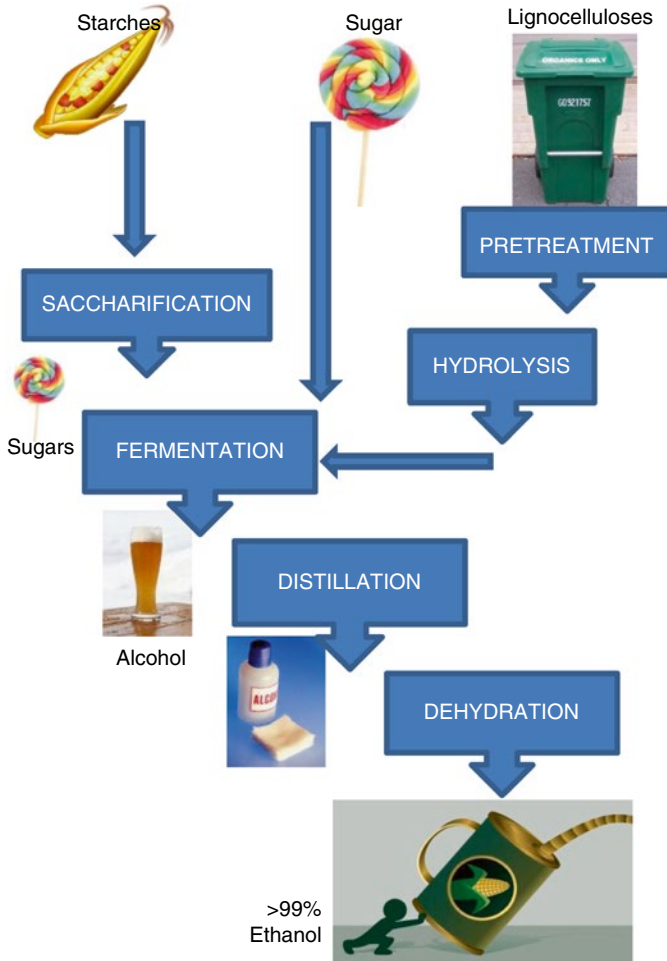 Starches
Sugar
Lignocelluloses
ORGANICS ONLY
PRETREATMENT
SACCHARIFICATION
HYDROLYSIS
Sugars
FERMENTATION
DISTILLATION
Alcohol
DEHYDRATION
>99%
Ethanol